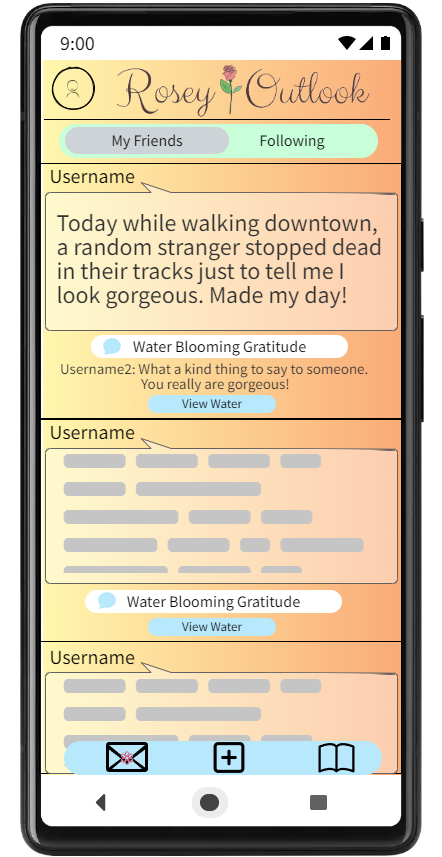 9:00
Rosey Outlook
My Friends Following
Username
Today while walking downtown,
a random stranger stopped dead
in their tracks just to tell me I
look gorgeous. Made my day!
Water Blooming Gratitude
Username2: What a kind thing to say to someone.
You really are gorgeous!
View Water
Username
Water Blooming Gratitude
View Water
Username